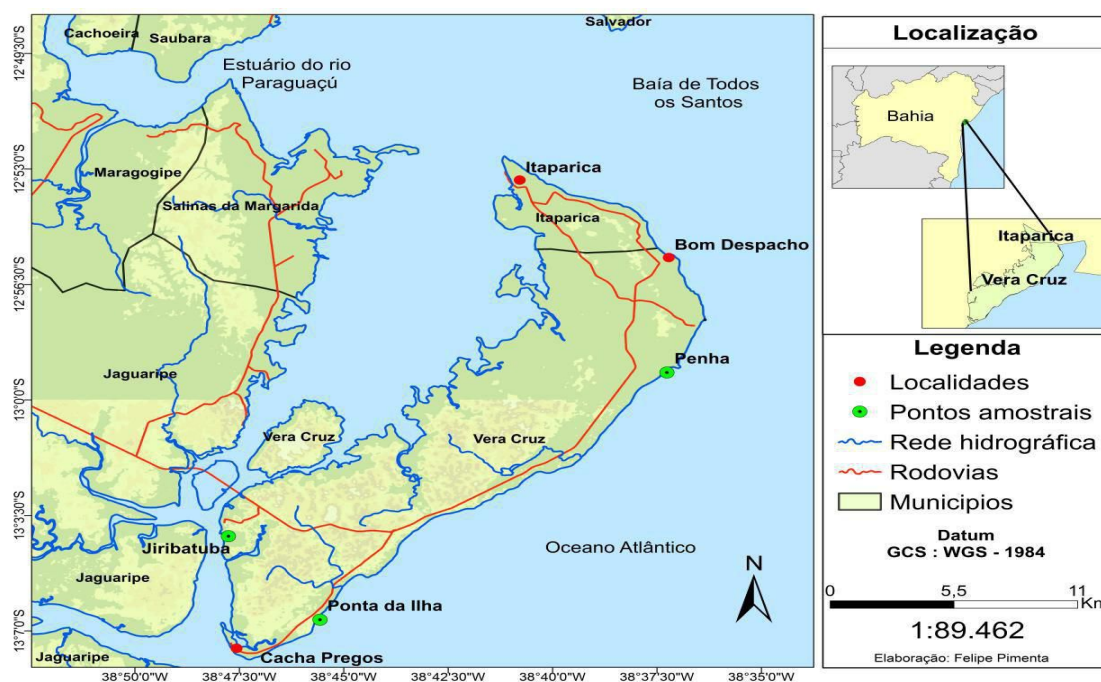 Cachoeira
Saubara
Salvador
Estuário do rio
Paraguaçú
Baía de Todos
os Santos
Maragogipe
Salinas da Margarida
Itaparica
Itaparica
Bom Despacho
Jaguaripe
Penha
Vera Cruz
Vera Cruz
Jiribatuba
Oceano Atlântico
Jaguaripe
Ponta da Ilha
Cacha Pregos
Jaguaripe
N
12°49'30"S
12°53'0"S
12°56'30"S
13°0'0"S
13°3'30"S
13°7'0"S
38°50'0"W
38°47'30"W
38°45'0"W
38°42'30"W
38°40'0"W
38°37'30"W
38°35'0"W
Localização
Bahia
Itaparica
Vera Cruz
Legenda
Localidades
Pontos amostrais
Rede hidrográfica
Rodovias
Municipios
Datum
GCS : WGS - 1984
0 5,5 11
Km
1:89.462
Elaboração: Felipe Pimenta